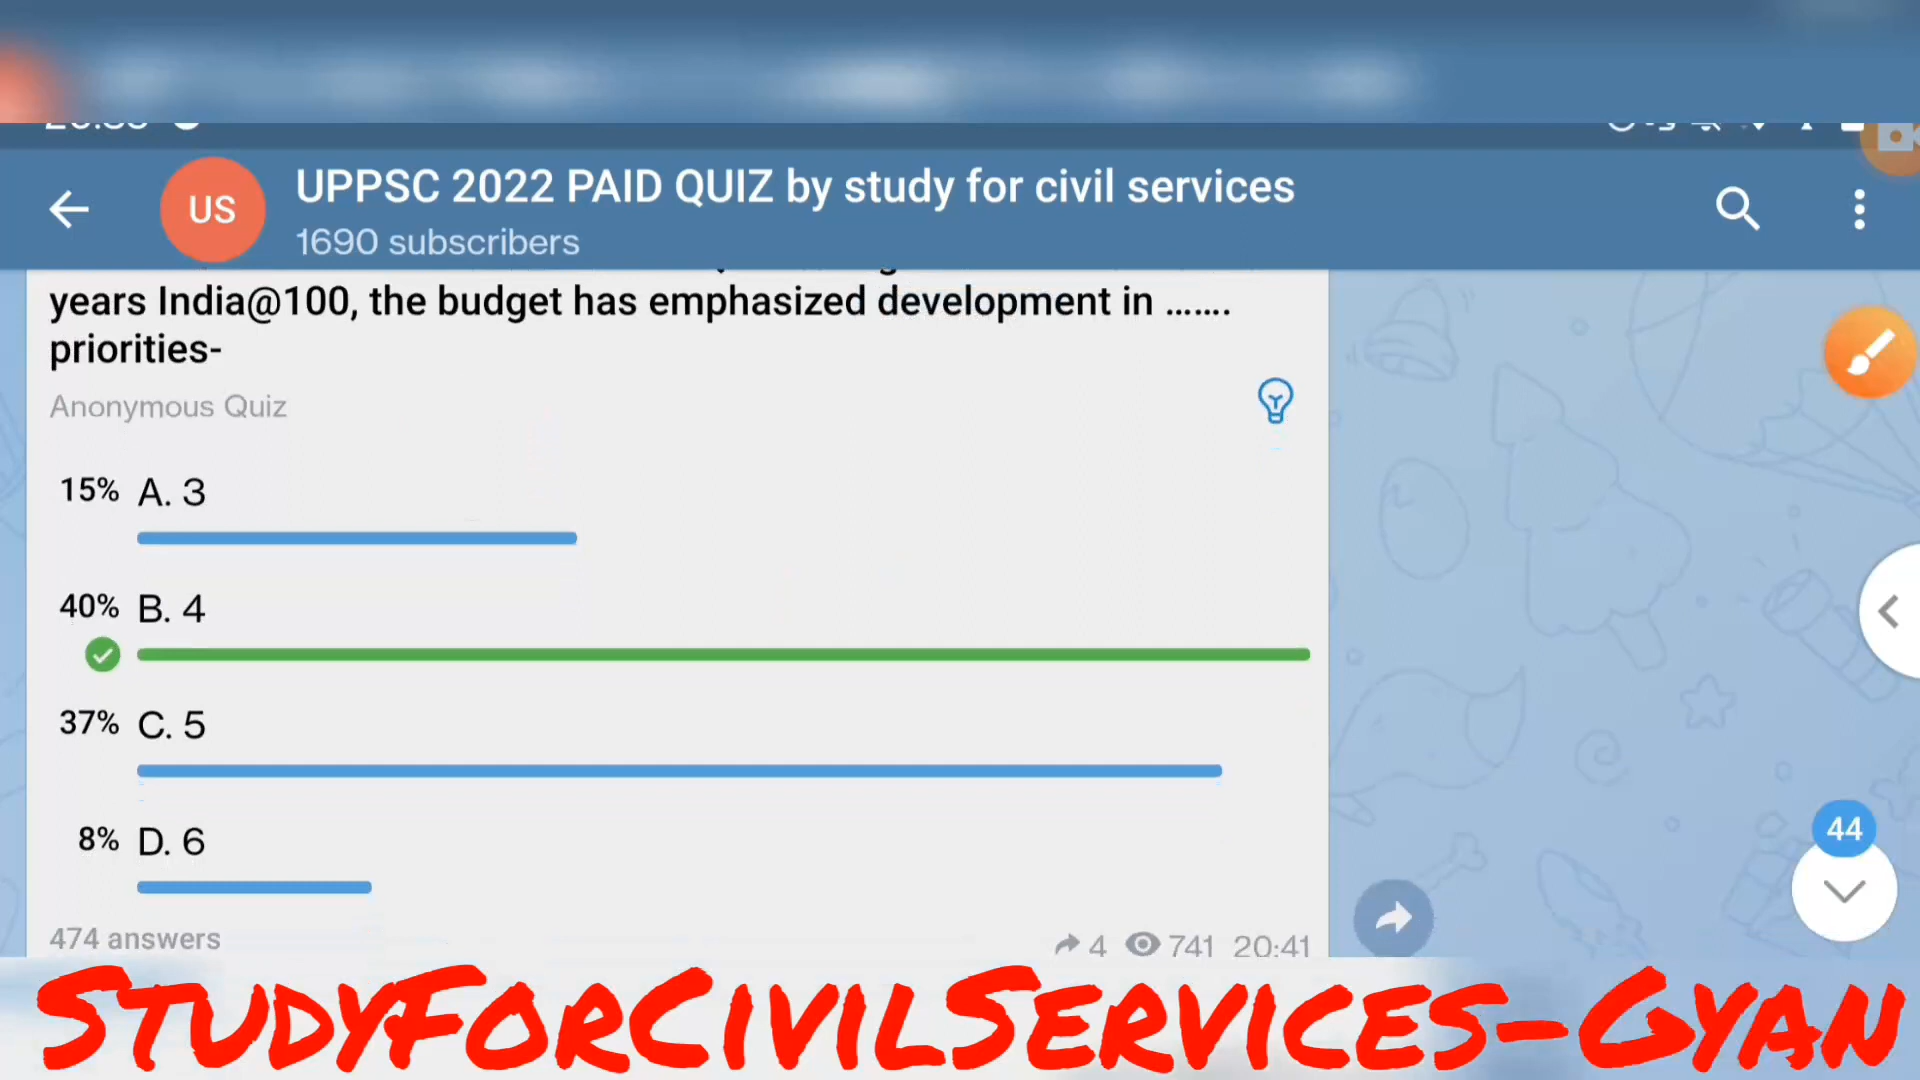 US
UPPSC 2022 PAID QUIZ by study for civil services
1690 subscribers
years India@100, the budget has emphasized development in .......
priorities-
Anonymous Quiz
15% A. 3
40% B. 4
37% C. 5
8% D. 6
474 answers
4 741 20:41
44
StudyForCivilServices-Gyan